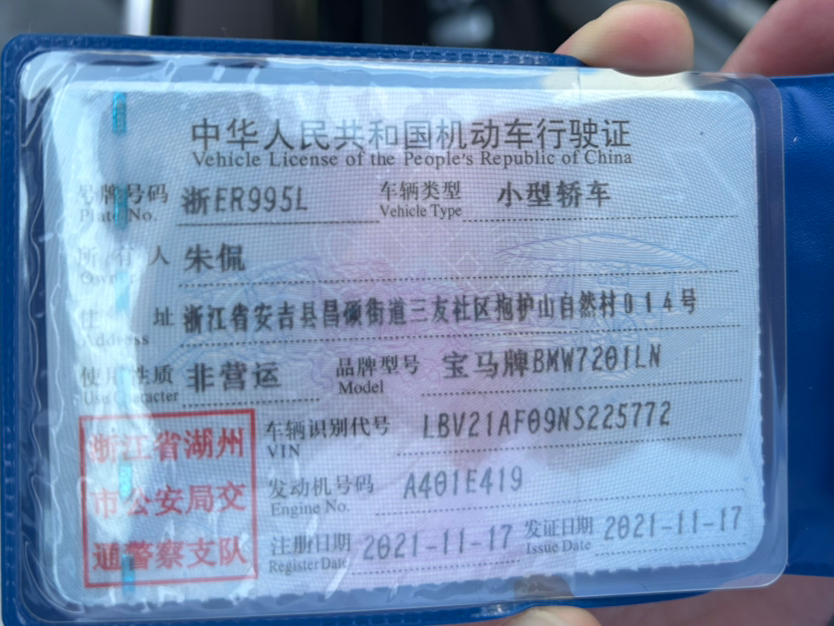 中华人民共和国机动车行驶证
Vehicle License of the People's Republic of China
号牌号码 浙ER995L 车辆类型 小型轿车
Plate No. Vehicle Type
所有人 朱侃
Owner
住址 浙江省安吉县昌硕街道三友社区抱护山自然村014号
Address
使用性质 非营运 品牌型号 宝马牌BMW7201LN
Use Character Model
车辆识别代号 LBV21AF09NS225772
VIN
发动机号码 A401E419
Engine No.
注册日期 2021-11-17 发证日期 2021-11-17
Register Date Issue Date
浙江省湖州
市公安局交
通警察支队